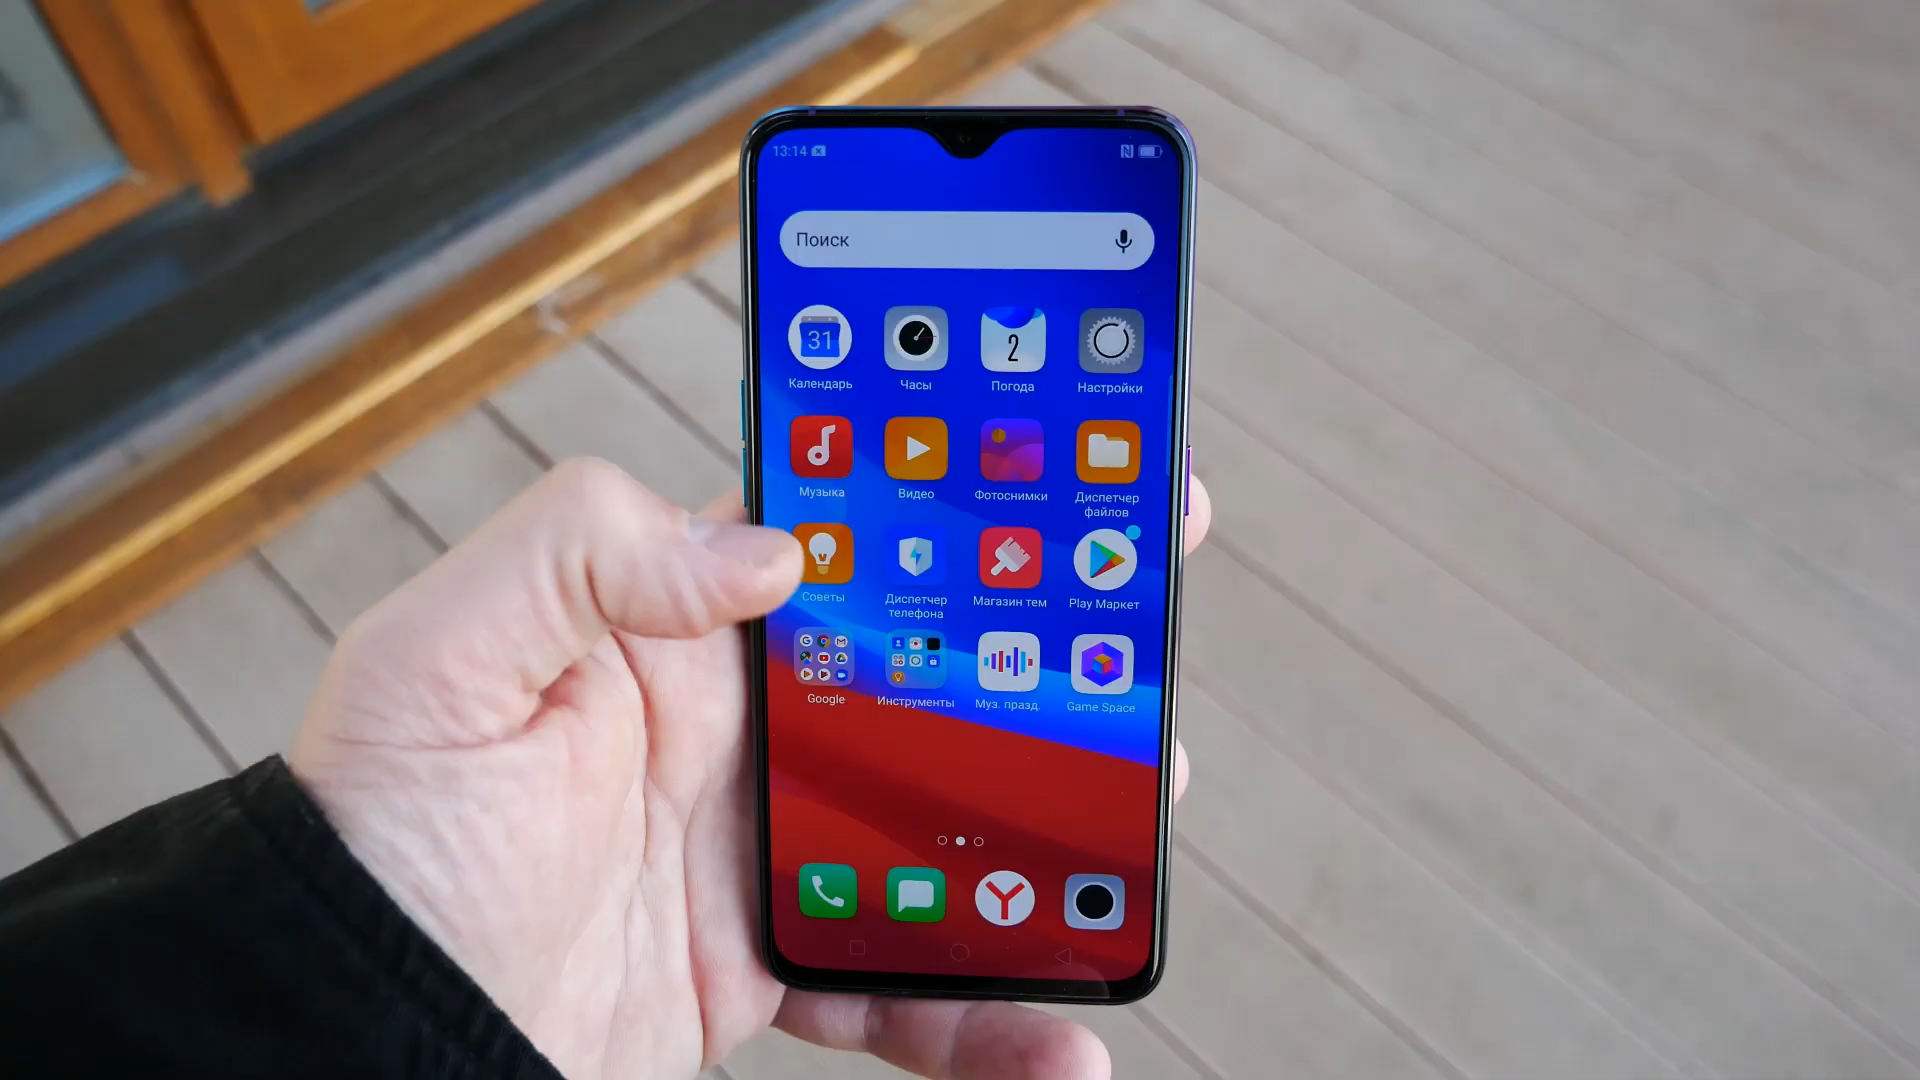 13:14
Поиск
31
2
Календарь
Часы
Погода
Настройки
Музыка
Видео
Фотоснимки
Диспетчер
файлов
Советы
Диспетчер
телефона
Магазин тем
Play Маркет
Google
Инструменты
Муз. празд.
Game Space